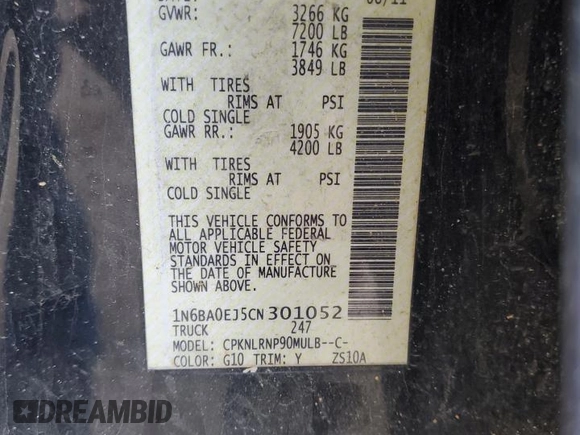 GVWR: 3266 KG
7200 LB
GAWR FR.: 1746 KG
3849 LB
WITH TIRES
RIMS AT PSI
COLD SINGLE
GAWR RR.: 1905 KG
4200 LB
WITH TIRES
RIMS AT PSI
COLD SINGLE
THIS VEHICLE CONFORMS TO
ALL APPLICABLE FEDERAL
MOTOR VEHICLE SAFETY
STANDARDS IN EFFECT ON
THE DATE OF MANUFACTURE
SHOWN ABOVE.
1N6BA0EJ5CN301052
TRUCK 247
MODEL: CPKNLRNP90MULB--C-
COLOR: G10 TRIM: Y ZS10A
DREAMBID